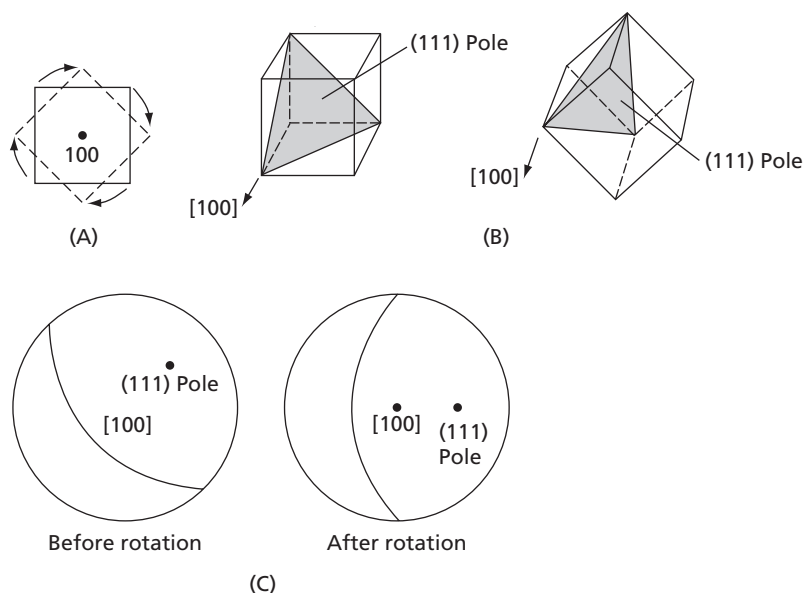 100
(A)
(111) Pole
[100]
(B)
(111) Pole
[100]
(111) Pole
[100]
Before rotation
[100]
(111)
Pole
After rotation
(C)